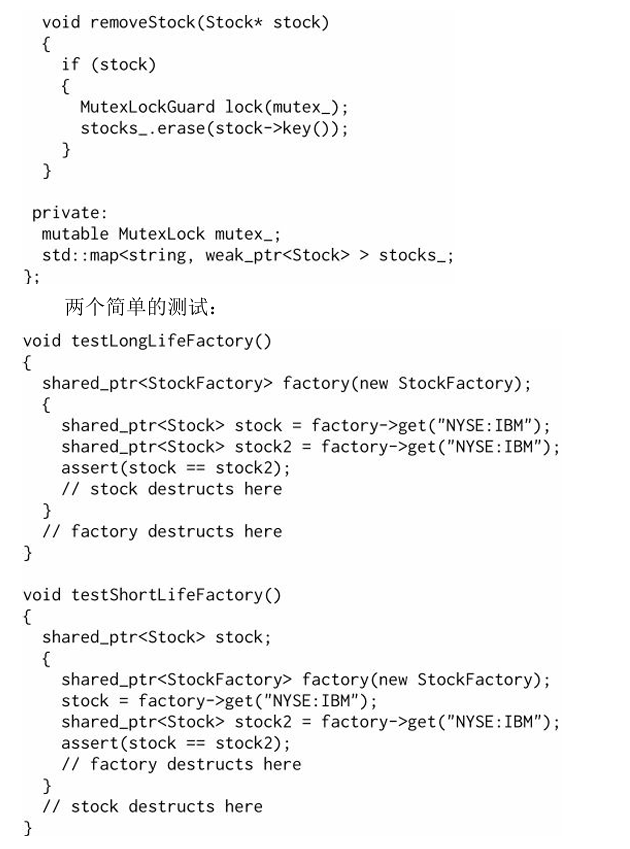 void removeStock(Stock* stock)
{
if (stock)
{
MutexLockGuard lock(mutex_);
stocks_.erase(stock->key());
}
}
private:
mutable MutexLock mutex_;
std::map<string, weak_ptr<Stock> > stocks_;
};
两个简单的测试：
void testLongLifeFactory()
{
shared_ptr<StockFactory> factory(new StockFactory);
{
shared_ptr<Stock> stock = factory->get("NYSE:IBM");
shared_ptr<Stock> stock2 = factory->get("NYSE:IBM");
assert(stock == stock2);
// stock destructs here
}
// factory destructs here
}
void testShortLifeFactory()
{
shared_ptr<Stock> stock;
{
shared_ptr<StockFactory> factory(new StockFactory);
stock = factory->get("NYSE:IBM");
shared_ptr<Stock> stock2 = factory->get("NYSE:IBM");
assert(stock == stock2);
// factory destructs here
}
// stock destructs here
}